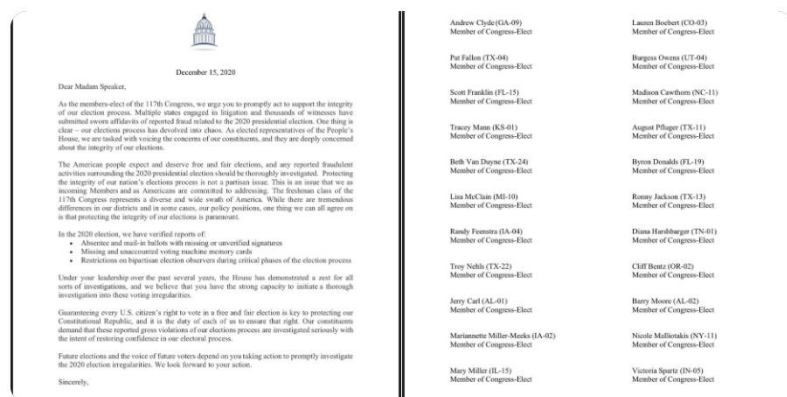 December 15, 2020
Dear Madam Speaker,
As the members-elect of the 117th Congress, we urge you to promptly act to support the integrity
of our election process. Multiple states engaged in litigation and thousands of witnesses have
submitted sworn affidavits of reported fraud related to the 2020 presidential election. One thing is
clear – our elections process has devolved into chaos. As elected representatives of the People's
House, we are tasked with voicing the concerns of our constituents, and they are deeply concerned
about the integrity of our elections.
The American people expect and deserve free and fair elections, and any reported fraudulent
activities surrounding the 2020 presidential election should be thoroughly investigated. Protecting
the integrity of our nation's elections process is not a partisan issue. This is an issue that we as
incoming Members and as Americans are committed to addressing. The freshman class of the
117th Congress represents a diverse and wide swath of America. While there are tremendous
differences in our districts and in some cases, our policy positions, one thing we can all agree on
is that protecting the integrity of our elections is paramount.
In the 2020 election, we have verified reports of:
• Absentee and mail-in ballots with missing or unverified signatures
• Missing and unaccounted voting machine memory cards
• Restrictions on bipartisan election observers during critical phases of the election process
Under your leadership over the past several years, the House has demonstrated a zest for all
sorts of investigations, and we believe that you have the strong capacity to initiate a thorough
investigation into these voting irregularities.
Guaranteeing every U.S. citizen's right to vote in a free and fair election is key to protecting our
Constitutional Republic, and it is the duty of each of us to ensure that right. Our constituents
demand that these reported gross violations of our elections process are investigated seriously with
the intent of restoring confidence in our electoral process.
Future elections and the voice of future voters depend on you taking action to promptly investigate
the 2020 election irregularities. We look forward to your action.
Sincerely,
Andrew Clyde (GA-09)
Member of Congress-Elect
Lauren Boebert (CO-03)
Member of Congress-Elect
Pat Fallon (TX-04)
Member of Congress-Elect
Burgess Owens (UT-04)
Member of Congress-Elect
Scott Franklin (FL-15)
Member of Congress-Elect
Madison Cawthorn (NC-11)
Member of Congress-Elect
Tracey Mann (KS-01)
Member of Congress-Elect
August Pfluger (TX-11)
Member of Congress-Elect
Beth Van Duyne (TX-24)
Member of Congress-Elect
Byron Donalds (FL-19)
Member of Congress-Elect
Lisa McClain (MI-10)
Member of Congress-Elect
Ronny Jackson (TX-13)
Member of Congress-Elect
Randy Feenstra (IA-04)
Member of Congress-Elect
Diana Harshbarger (TN-01)
Member of Congress-Elect
Troy Nehls (TX-22)
Member of Congress-Elect
Cliff Bentz (OR-02)
Member of Congress-Elect
Jerry Carl (AL-01)
Member of Congress-Elect
Barry Moore (AL-02)
Member of Congress-Elect
Mariannette Miller-Meeks (IA-02)
Member of Congress-Elect
Nicole Malliotakis (NY-11)
Member of Congress-Elect
Mary Miller (IL-15)
Member of Congress-Elect
Victoria Spartz (IN-05)
Member of Congress-Elect